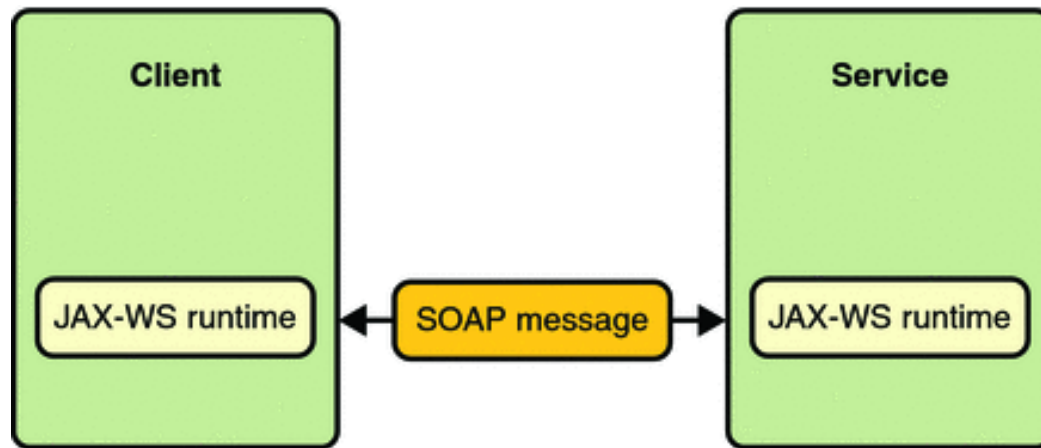 Client
Service
JAX-WS runtime
SOAP message
JAX-WS runtime